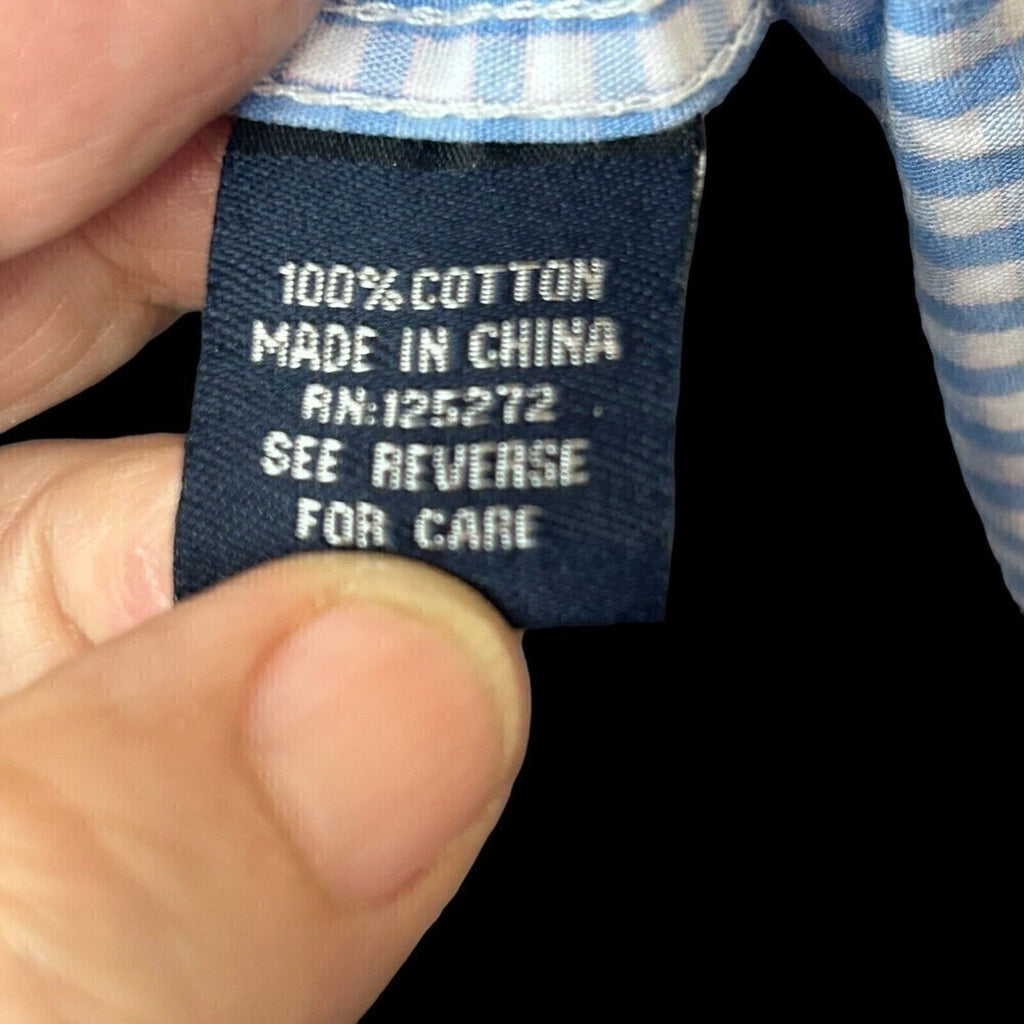 100% COTTON
MADE IN CHINA
RN:125272
SEE REVERSE
FOR CARE